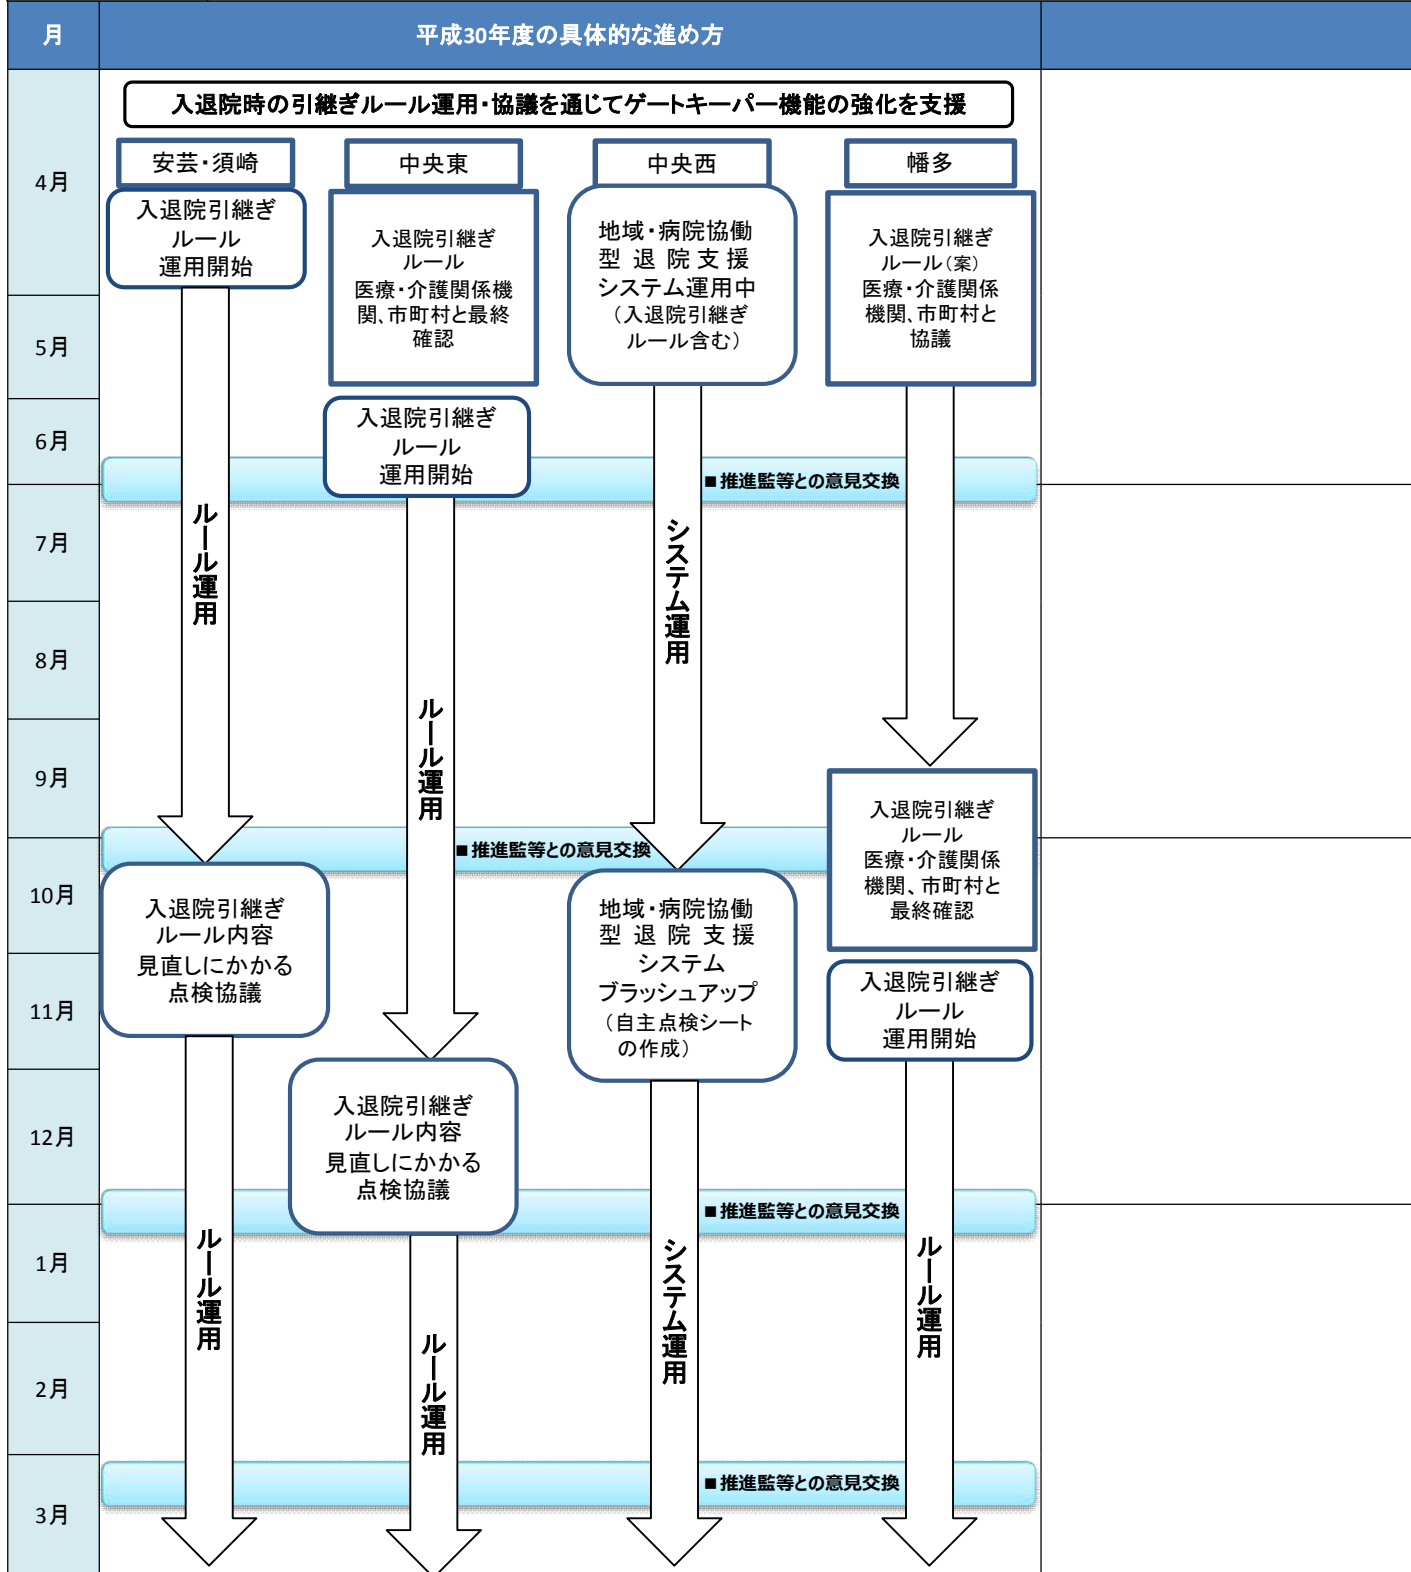 月
平成30年度の具体的な進め方
入退院時の引継ぎルール運用・協議を通じてゲートキーパー機能の強化を支援
4月
安芸・須崎
中央東
中央西
幡多
入退院引継ぎ
ルール
運用開始
入退院引継ぎ
ルール
医療・介護関係機
関、市町村と最終
確認
地域・病院協働
型 退 院 支 援
システム運用中
（入退院引継ぎ
ルール含む）
入退院引継ぎ
ルール（案）
医療・介護関係
機関、市町村と
協議
5月
6月
入退院引継ぎ
ルール
運用開始
■推進監等との意見交換
7月
ルール運用
システム運用
8月
ルール運用
9月
入退院引継ぎ
ルール
医療・介護関係
機関、市町村と
最終確認
■推進監等との意見交換
10月
入退院引継ぎ
ルール内容
見直しにかかる
点検協議
地域・病院協働
型 退 院 支 援
システム
ブラッシュアップ
（自主点検シート
の作成）
11月
入退院引継ぎ
ルール
運用開始
12月
入退院引継ぎ
ルール内容
見直しにかかる
点検協議
■推進監等との意見交換
1月
ルール運用
システム運用
ルール運用
2月
ルール運用
■推進監等との意見交換
3月